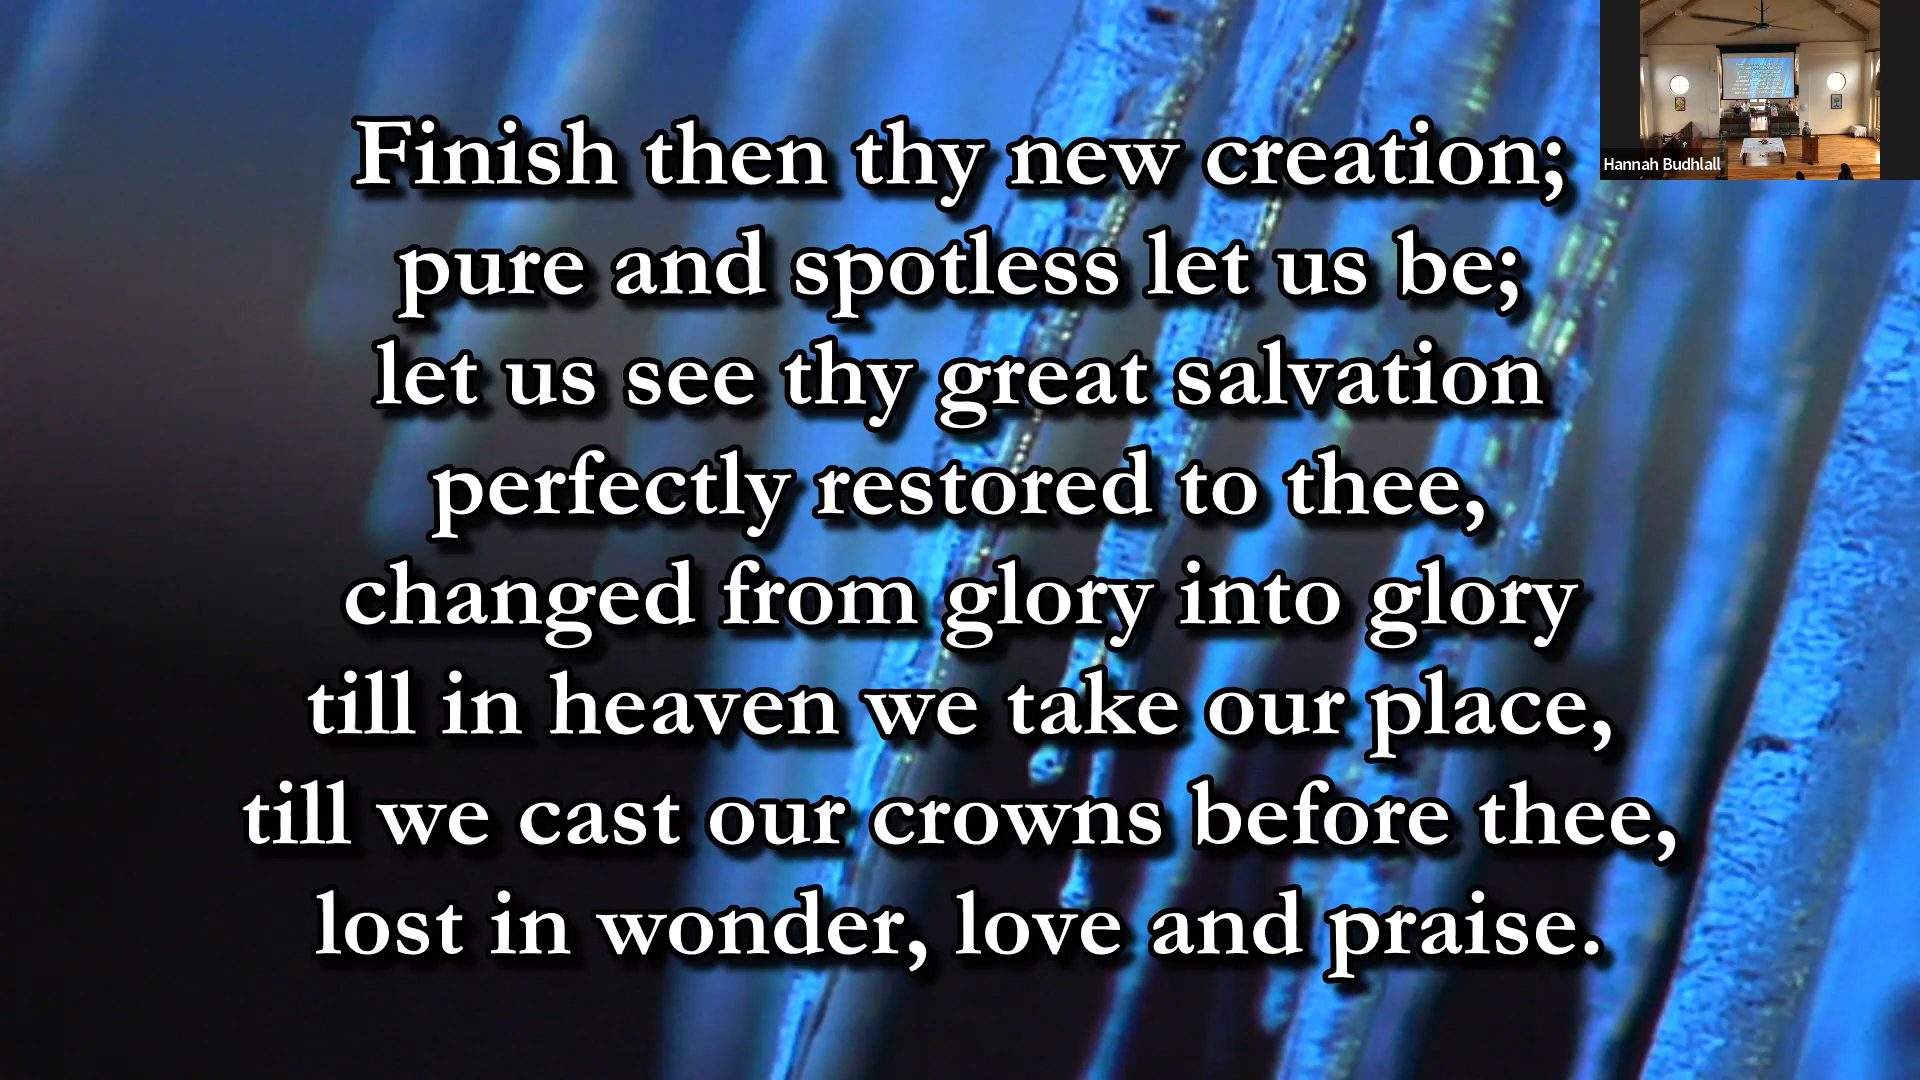 Finish then thy new creation;
pure and spotless let us be;
let us see thy great salvation
perfectly restored to thee,
changed from glory into glory
till in heaven we take our place,
till we cast our crowns before thee,
lost in wonder, love and praise.
Hannah Budhlall